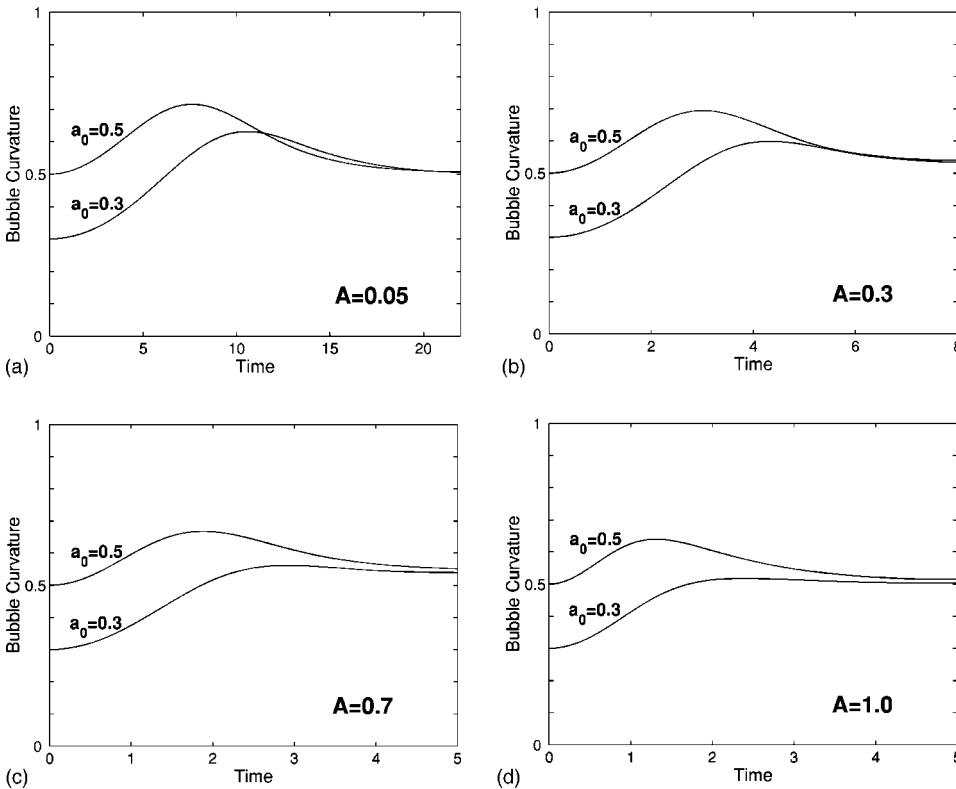 1
Bubble Curvature
0.5
0
a0=0.5
a0=0.3
A=0.05
0 5 10 15 20
Time
(a)
1
Bubble Curvature
0.5
0
a0=0.5
a0=0.3
A=0.3
0 2 4 6 8
Time
(b)
1
Bubble Curvature
0.5
0
a0=0.5
a0=0.3
A=0.7
0 1 2 3 4 5
Time
(c)
1
Bubble Curvature
0.5
0
a0=0.5
a0=0.3
A=1.0
0 1 2 3 4 5
Time
(d)